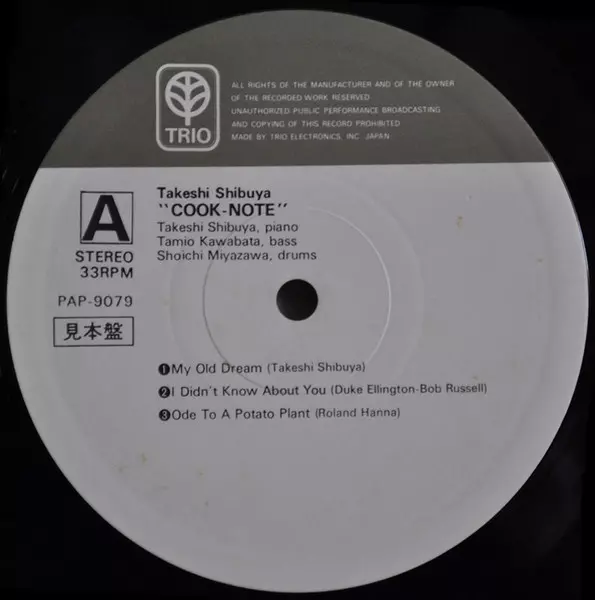 TRIO
ALL RIGHTS OF THE MANUFACTURER AND OF THE OWNER
OF THE RECORDED WORK RESERVED
UNAUTHORIZED PUBLIC PERFORMANCE BROADCASTING
AND COPYING OF THIS RECORD PROHIBITED
MADE BY TRIO ELECTRONICS, INC. JAPAN
A
STEREO
33RPM
PAP-9079
見本盤
Takeshi Shibuya
"COOK-NOTE"
Takeshi Shibuya, piano
Tamio Kawabata, bass
Shoichi Miyazawa, drums
❶My Old Dream (Takeshi Shibuya)
❷I Didn't Know About You (Duke Ellington-Bob Russell)
❸Ode To A Potato Plant (Roland Hanna)